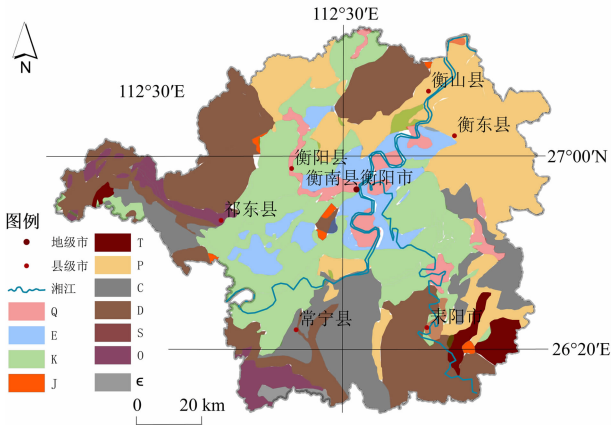 112°30′E
N
112°30′E
衡山县
衡东县
衡阳县
27°00′N
衡南县衡阳市
祁东县
图例
地级市
T
县级市
P
湘江
C
Q
D
E
S
K
O
J
Є
常宁县
耒阳市
26°20′E
0
20 km